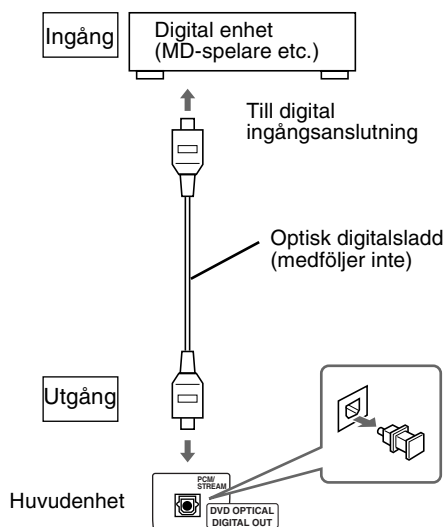 Ingång
Digital enhet
(MD-spelare etc.)
Till digital
ingångsanslutning
Optisk digitalsladd
(medföljer inte)
Utgång
Huvudenhet
PCM/
STREAM
DVD OPTICAL
DIGITAL OUT